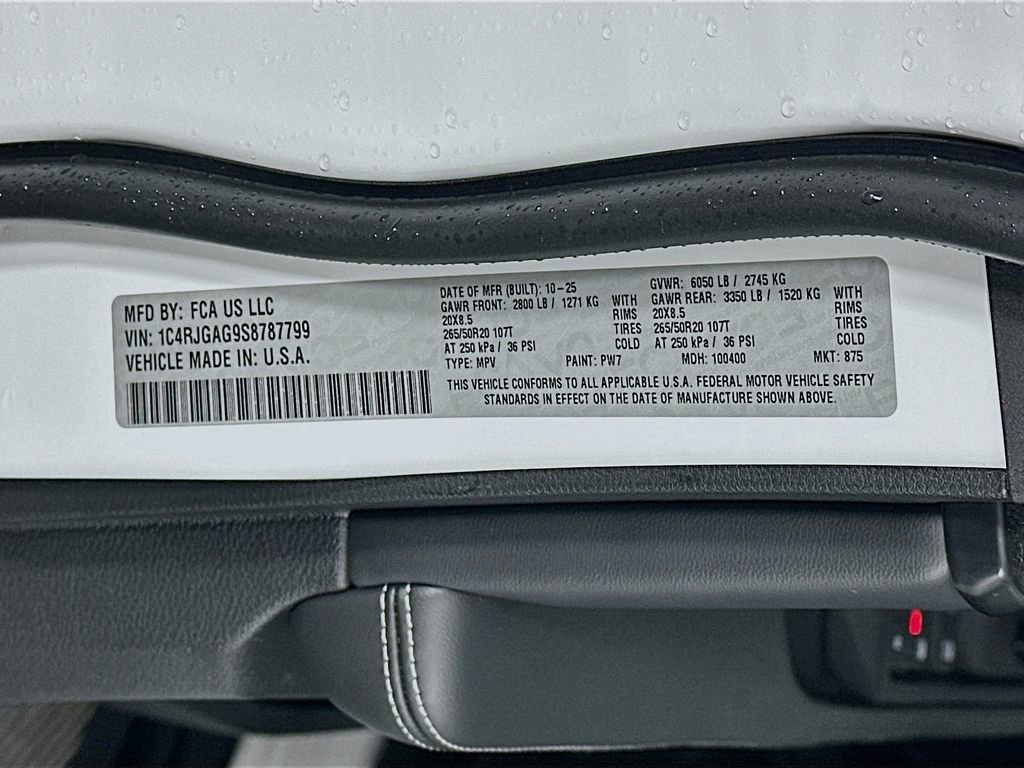 MFD BY: FCA US LLC
VIN: 1C4RJGAG9S8787799
VEHICLE MADE IN: U.S.A.
DATE OF MFR (BUILT): 10-25
GAWR FRONT: 2800 LB / 1271 KG WITH
20X8.5 RIMS
265/50R20 107T TIRES
AT 250 kPa / 36 PSI COLD
TYPE: MPV PAINT: PW7
GVWR: 6050 LB / 2745 KG
GAWR REAR: 3350 LB / 1520 KG WITH
20X8.5 RIMS
265/50R20 107T TIRES
AT 250 kPa / 36 PSI COLD
MDH: 100400 MKT: 875
THIS VEHICLE CONFORMS TO ALL APPLICABLE U.S.A. FEDERAL MOTOR VEHICLE SAFETY
STANDARDS IN EFFECT ON THE DATE OF MANUFACTURE SHOWN ABOVE.